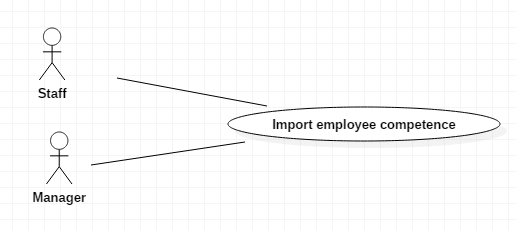 Staff
Import employee competence
Manager